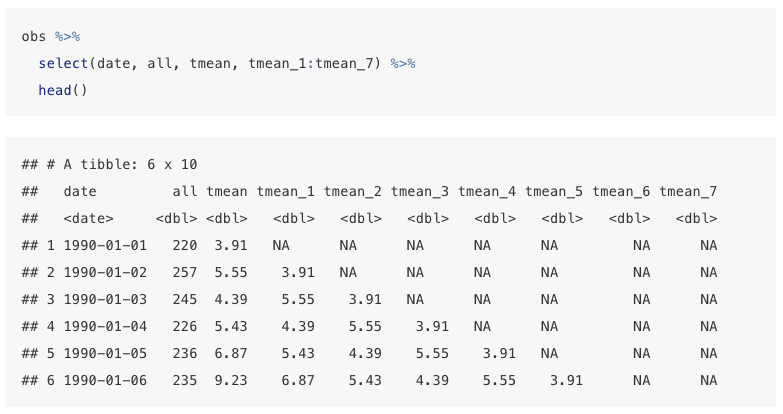 obs %>%
  select(date, all, tmean, tmean_1:tmean_7) %>%
  head()
## # A tibble: 6 x 10
##   date         all tmean tmean_1 tmean_2 tmean_3 tmean_4 tmean_5 tmean_6 tmean_7
##   <date>     <dbl> <dbl>   <dbl>   <dbl>   <dbl>   <dbl>   <dbl>   <dbl>   <dbl>
## 1 1990-01-01   220  3.91   NA      NA      NA      NA      NA         NA      NA
## 2 1990-01-02   257  5.55    3.91   NA      NA      NA      NA         NA      NA
## 3 1990-01-03   245  4.39    5.55    3.91   NA      NA      NA         NA      NA
## 4 1990-01-04   226  5.43    4.39    5.55    3.91   NA      NA         NA      NA
## 5 1990-01-05   236  6.87    5.43    4.39    5.55    3.91   NA         NA      NA
## 6 1990-01-06   235  9.23    6.87    5.43    4.39    5.55    3.91      NA      NA